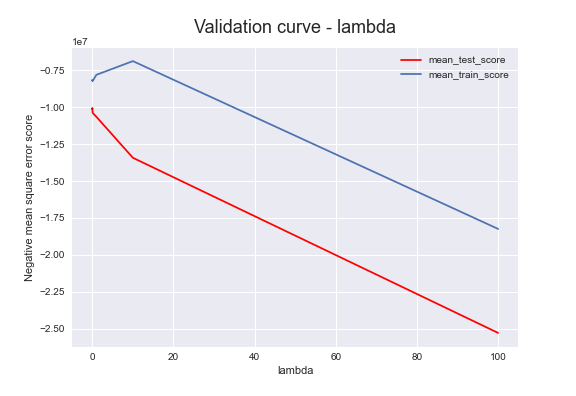 Validation curve - lambda
1e7
mean_test_score
mean_train_score
−0.75
−1.00
−1.25
−1.50
−1.75
−2.00
−2.25
−2.50
Negative mean square error score
0 20 40 60 80 100
lambda